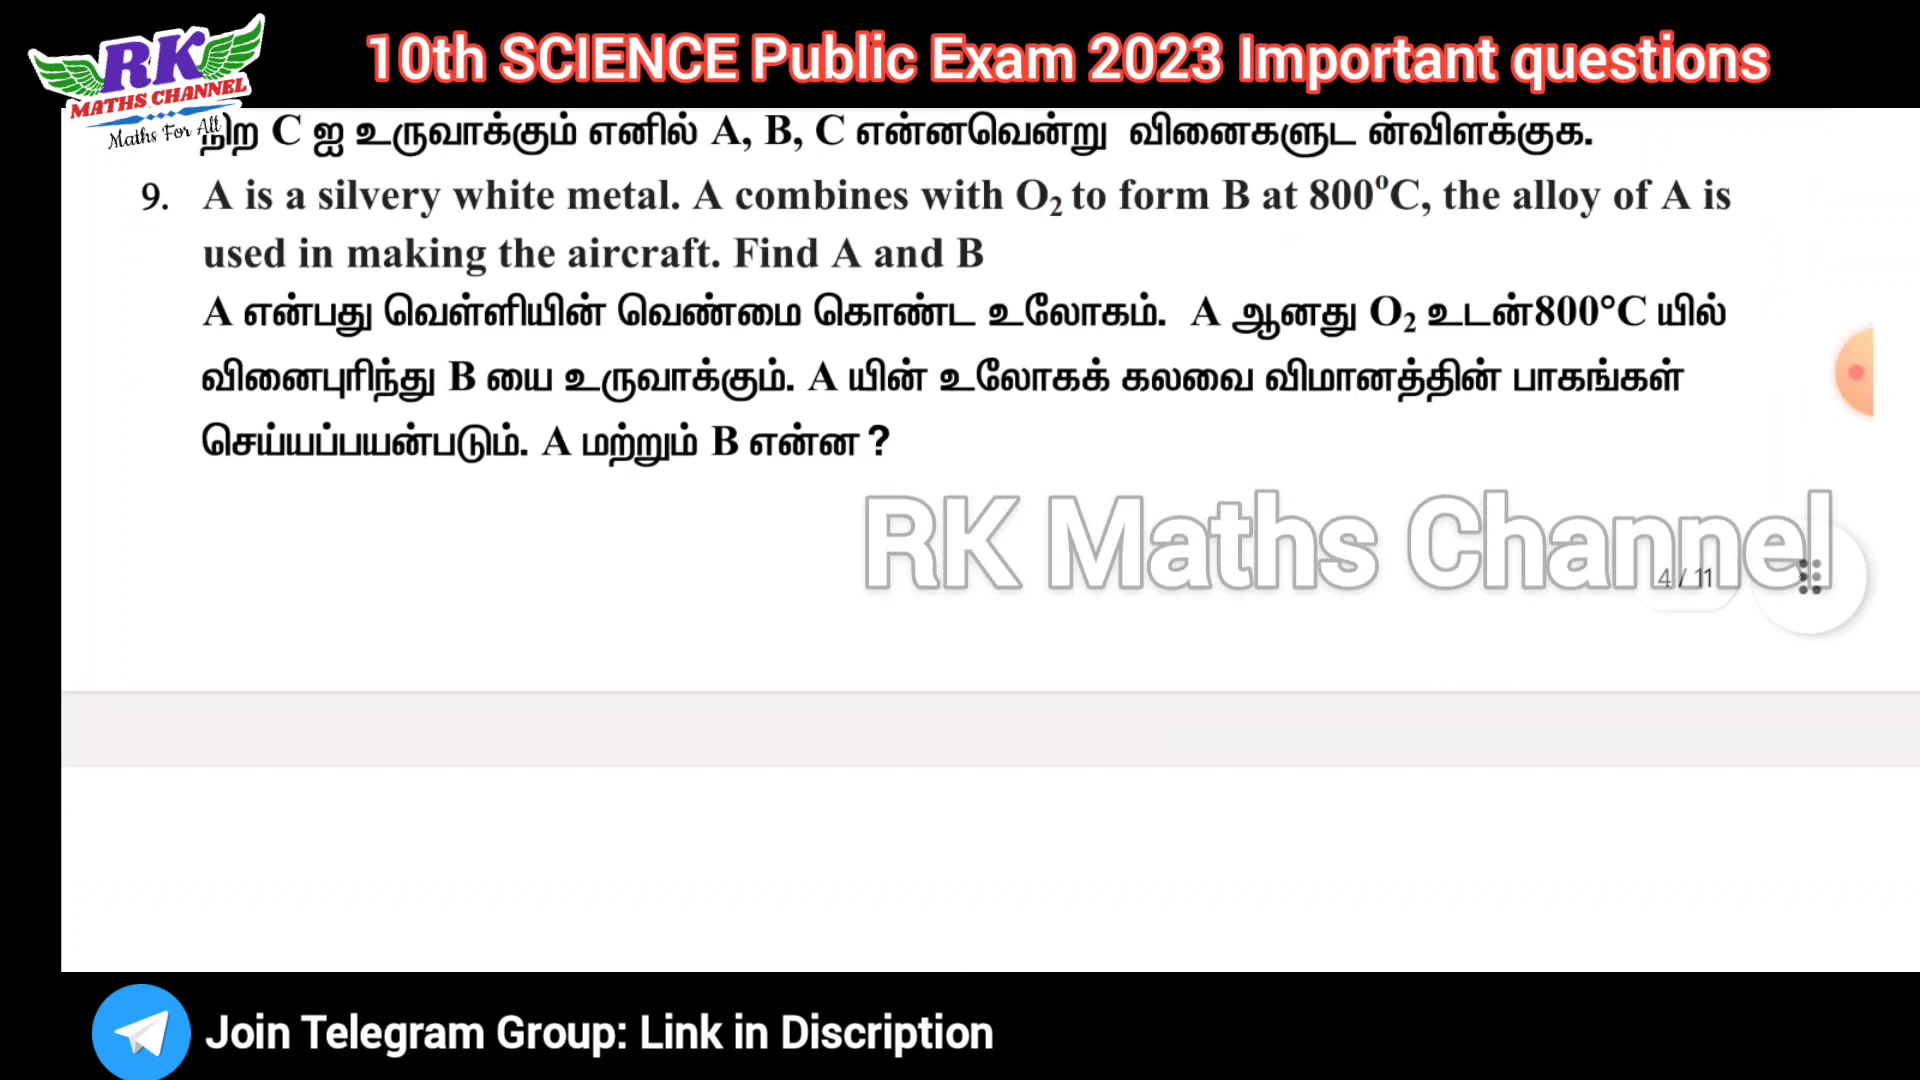 RK
MATHS CHANNEL
Maths For All
10th SCIENCE Public Exam 2023 Important questions
நிற C ஐ உருவாக்கும் எனில் A, B, C என்னவென்று வினைகளுட ன்விளக்குக.
9. A is a silvery white metal. A combines with O₂ to form B at 800⁰C, the alloy of A is
used in making the aircraft. Find A and B
A என்பது வெள்ளியின் வெண்மை கொண்ட உலோகம். A ஆனது O₂ உடன்800°C யில்
வினைபுரிந்து B யை உருவாக்கும். A யின் உலோகக் கலவை விமானத்தின் பாகங்கள்
செய்யப்பயன்படும். A மற்றும் B என்ன ?
RK Maths Channel
4 / 11
Join Telegram Group: Link in Discription